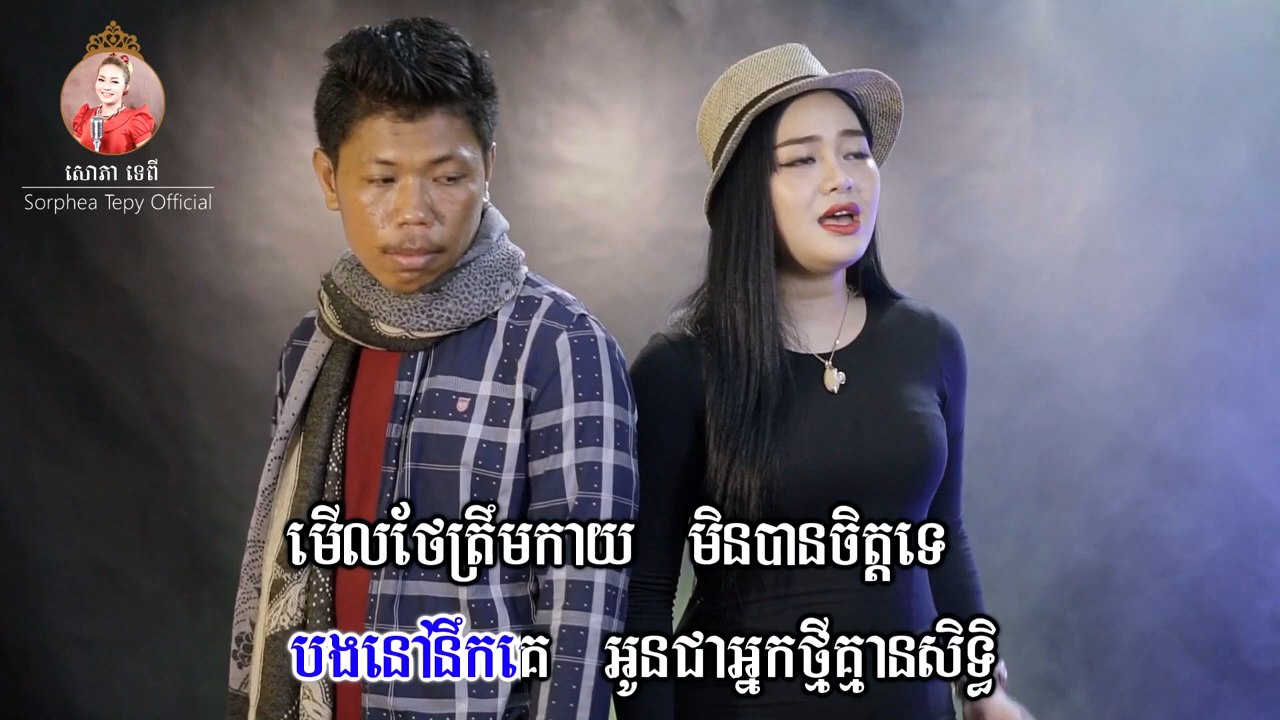 សោភា ទេពី
Sorphea Tepy Official
មើលថែត្រឹមកាយ មិនបានចិត្តទេ
បងនៅនឹកគេ អូនជាអ្នកថ្មីគ្មានសិទ្ធិ